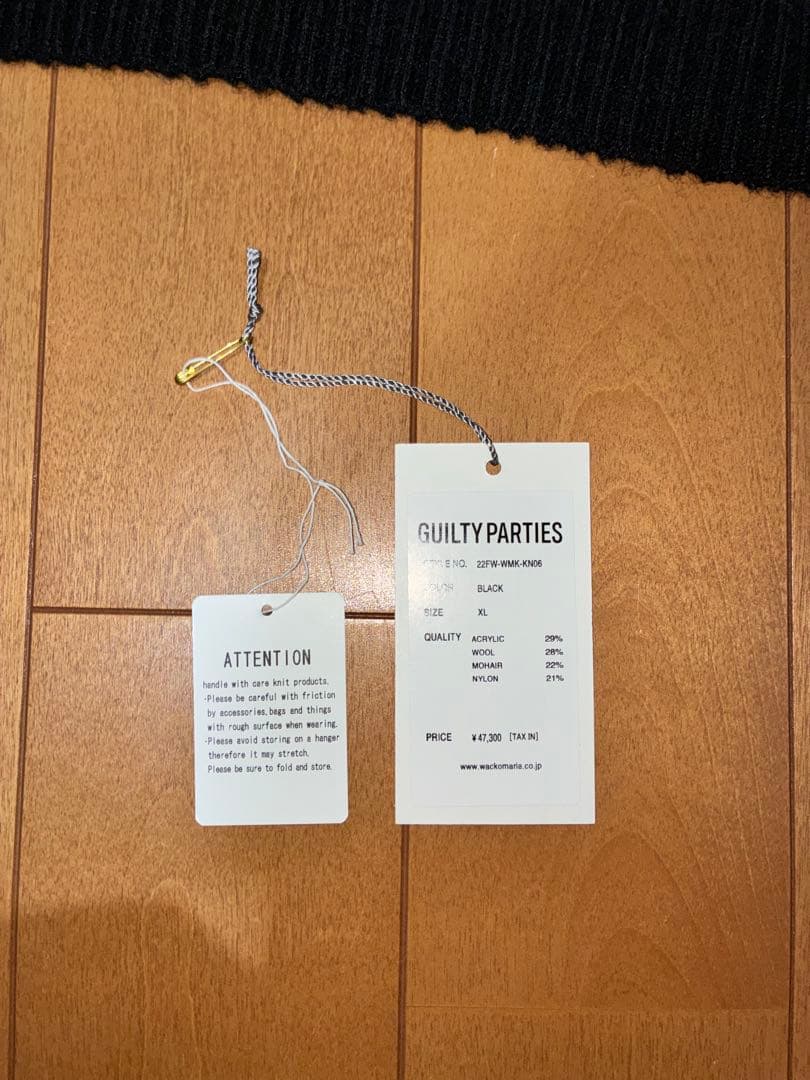 ATTENTION
handle with care knit products.
·Please be careful with friction
by accessories,bags and things
with rough surface when wearing.
·Please avoid storing on a hanger
therefore it may stretch.
Please be sure to fold and store.
GUILTY PARTIES
STYLE NO. 22FW-WMK-KN06
COLOR BLACK
SIZE XL
QUALITY ACRYLIC 29%
WOOL 28%
MOHAIR 22%
NYLON 21%
PRICE ¥47,300 [TAX IN]
www.wackomaria.co.jp